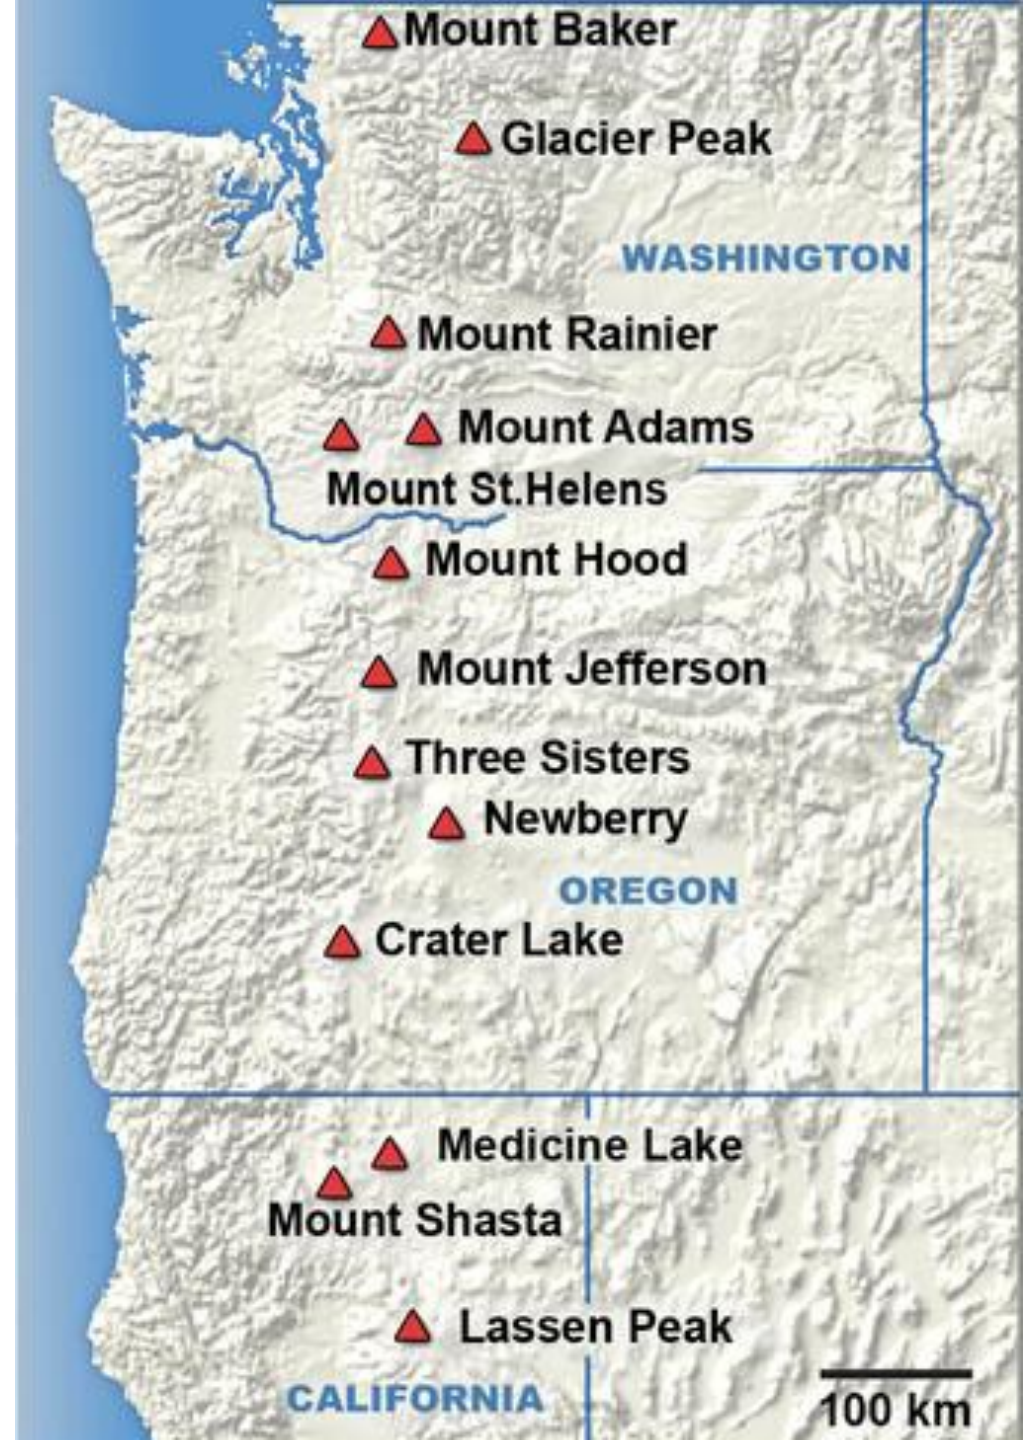 Mount Baker
Glacier Peak
WASHINGTON
Mount Rainier
Mount Adams
Mount St.Helens
Mount Hood
Mount Jefferson
Three Sisters
Newberry
OREGON
Crater Lake
Medicine Lake
Mount Shasta
Lassen Peak
CALIFORNIA
100 km